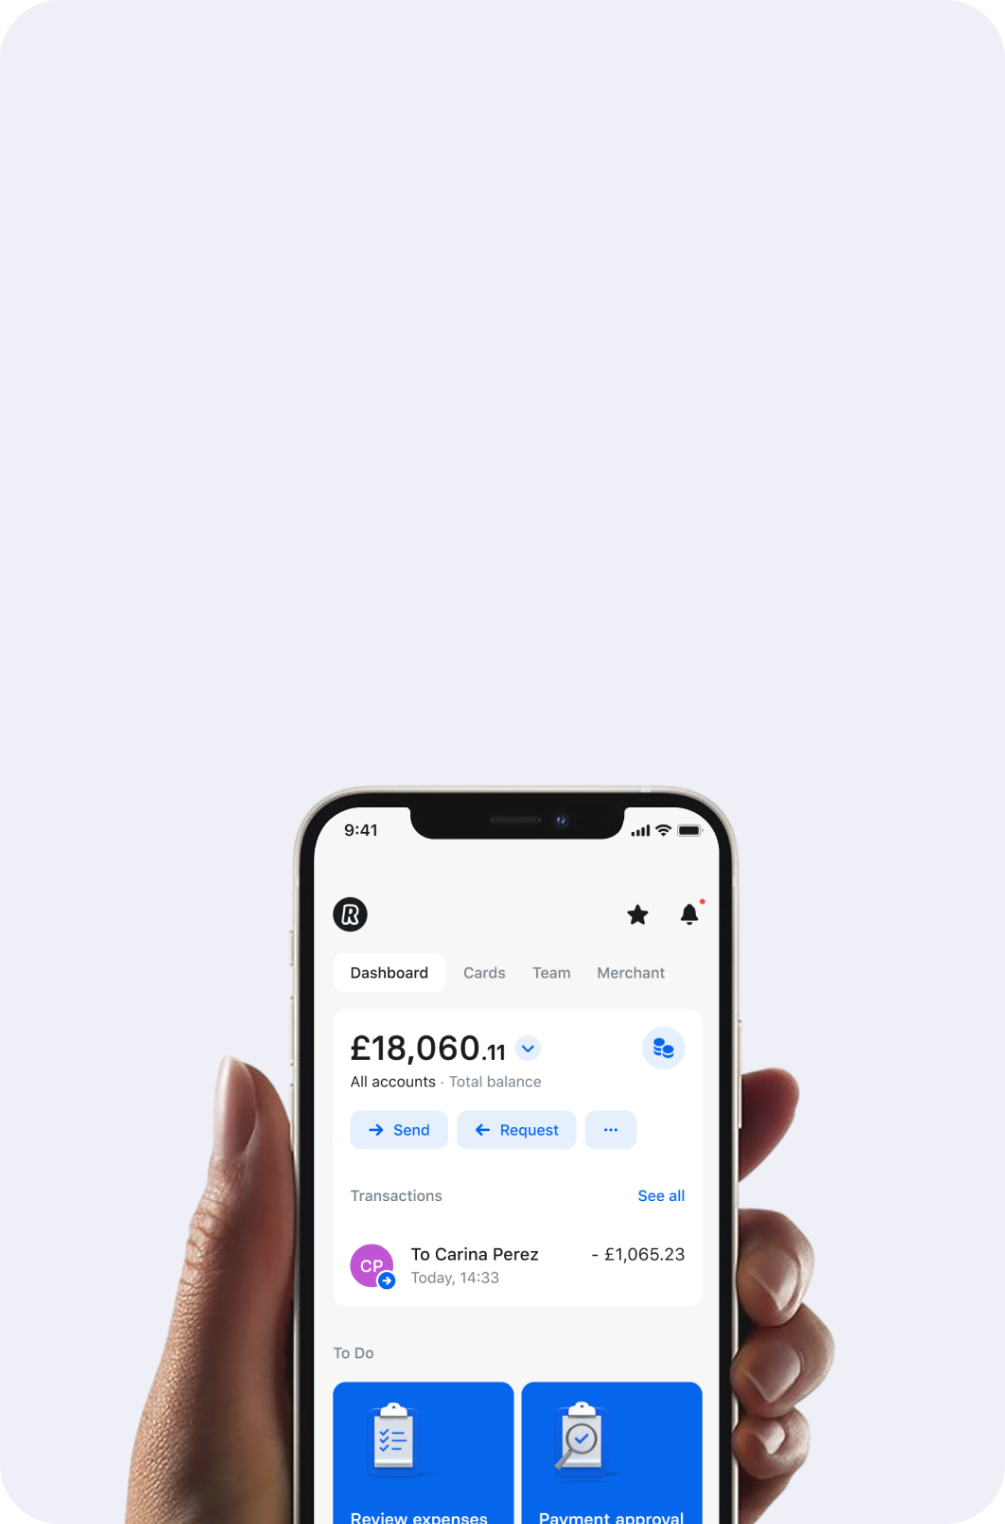 9:41
R
Dashboard Cards Team Merchant
£18,060.11
All accounts · Total balance
→ Send ← Request ···
Transactions See all
CP To Carina Perez - £1,065.23
Today, 14:33
To Do
Review expenses Payment approval